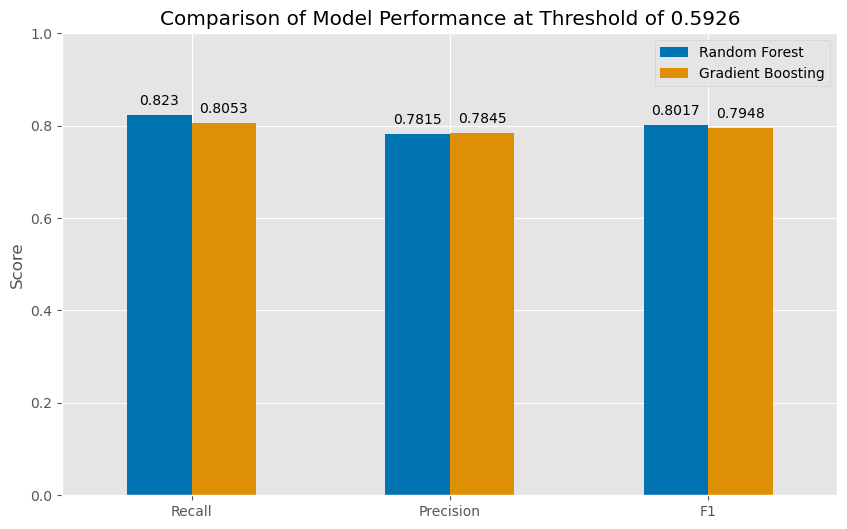 Comparison of Model Performance at Threshold of 0.5926
Random Forest
Gradient Boosting
1.0
0.8
0.6
0.4
0.2
0.0
Score
0.823
0.8053
0.7815
0.7845
0.8017
0.7948
Recall
Precision
F1